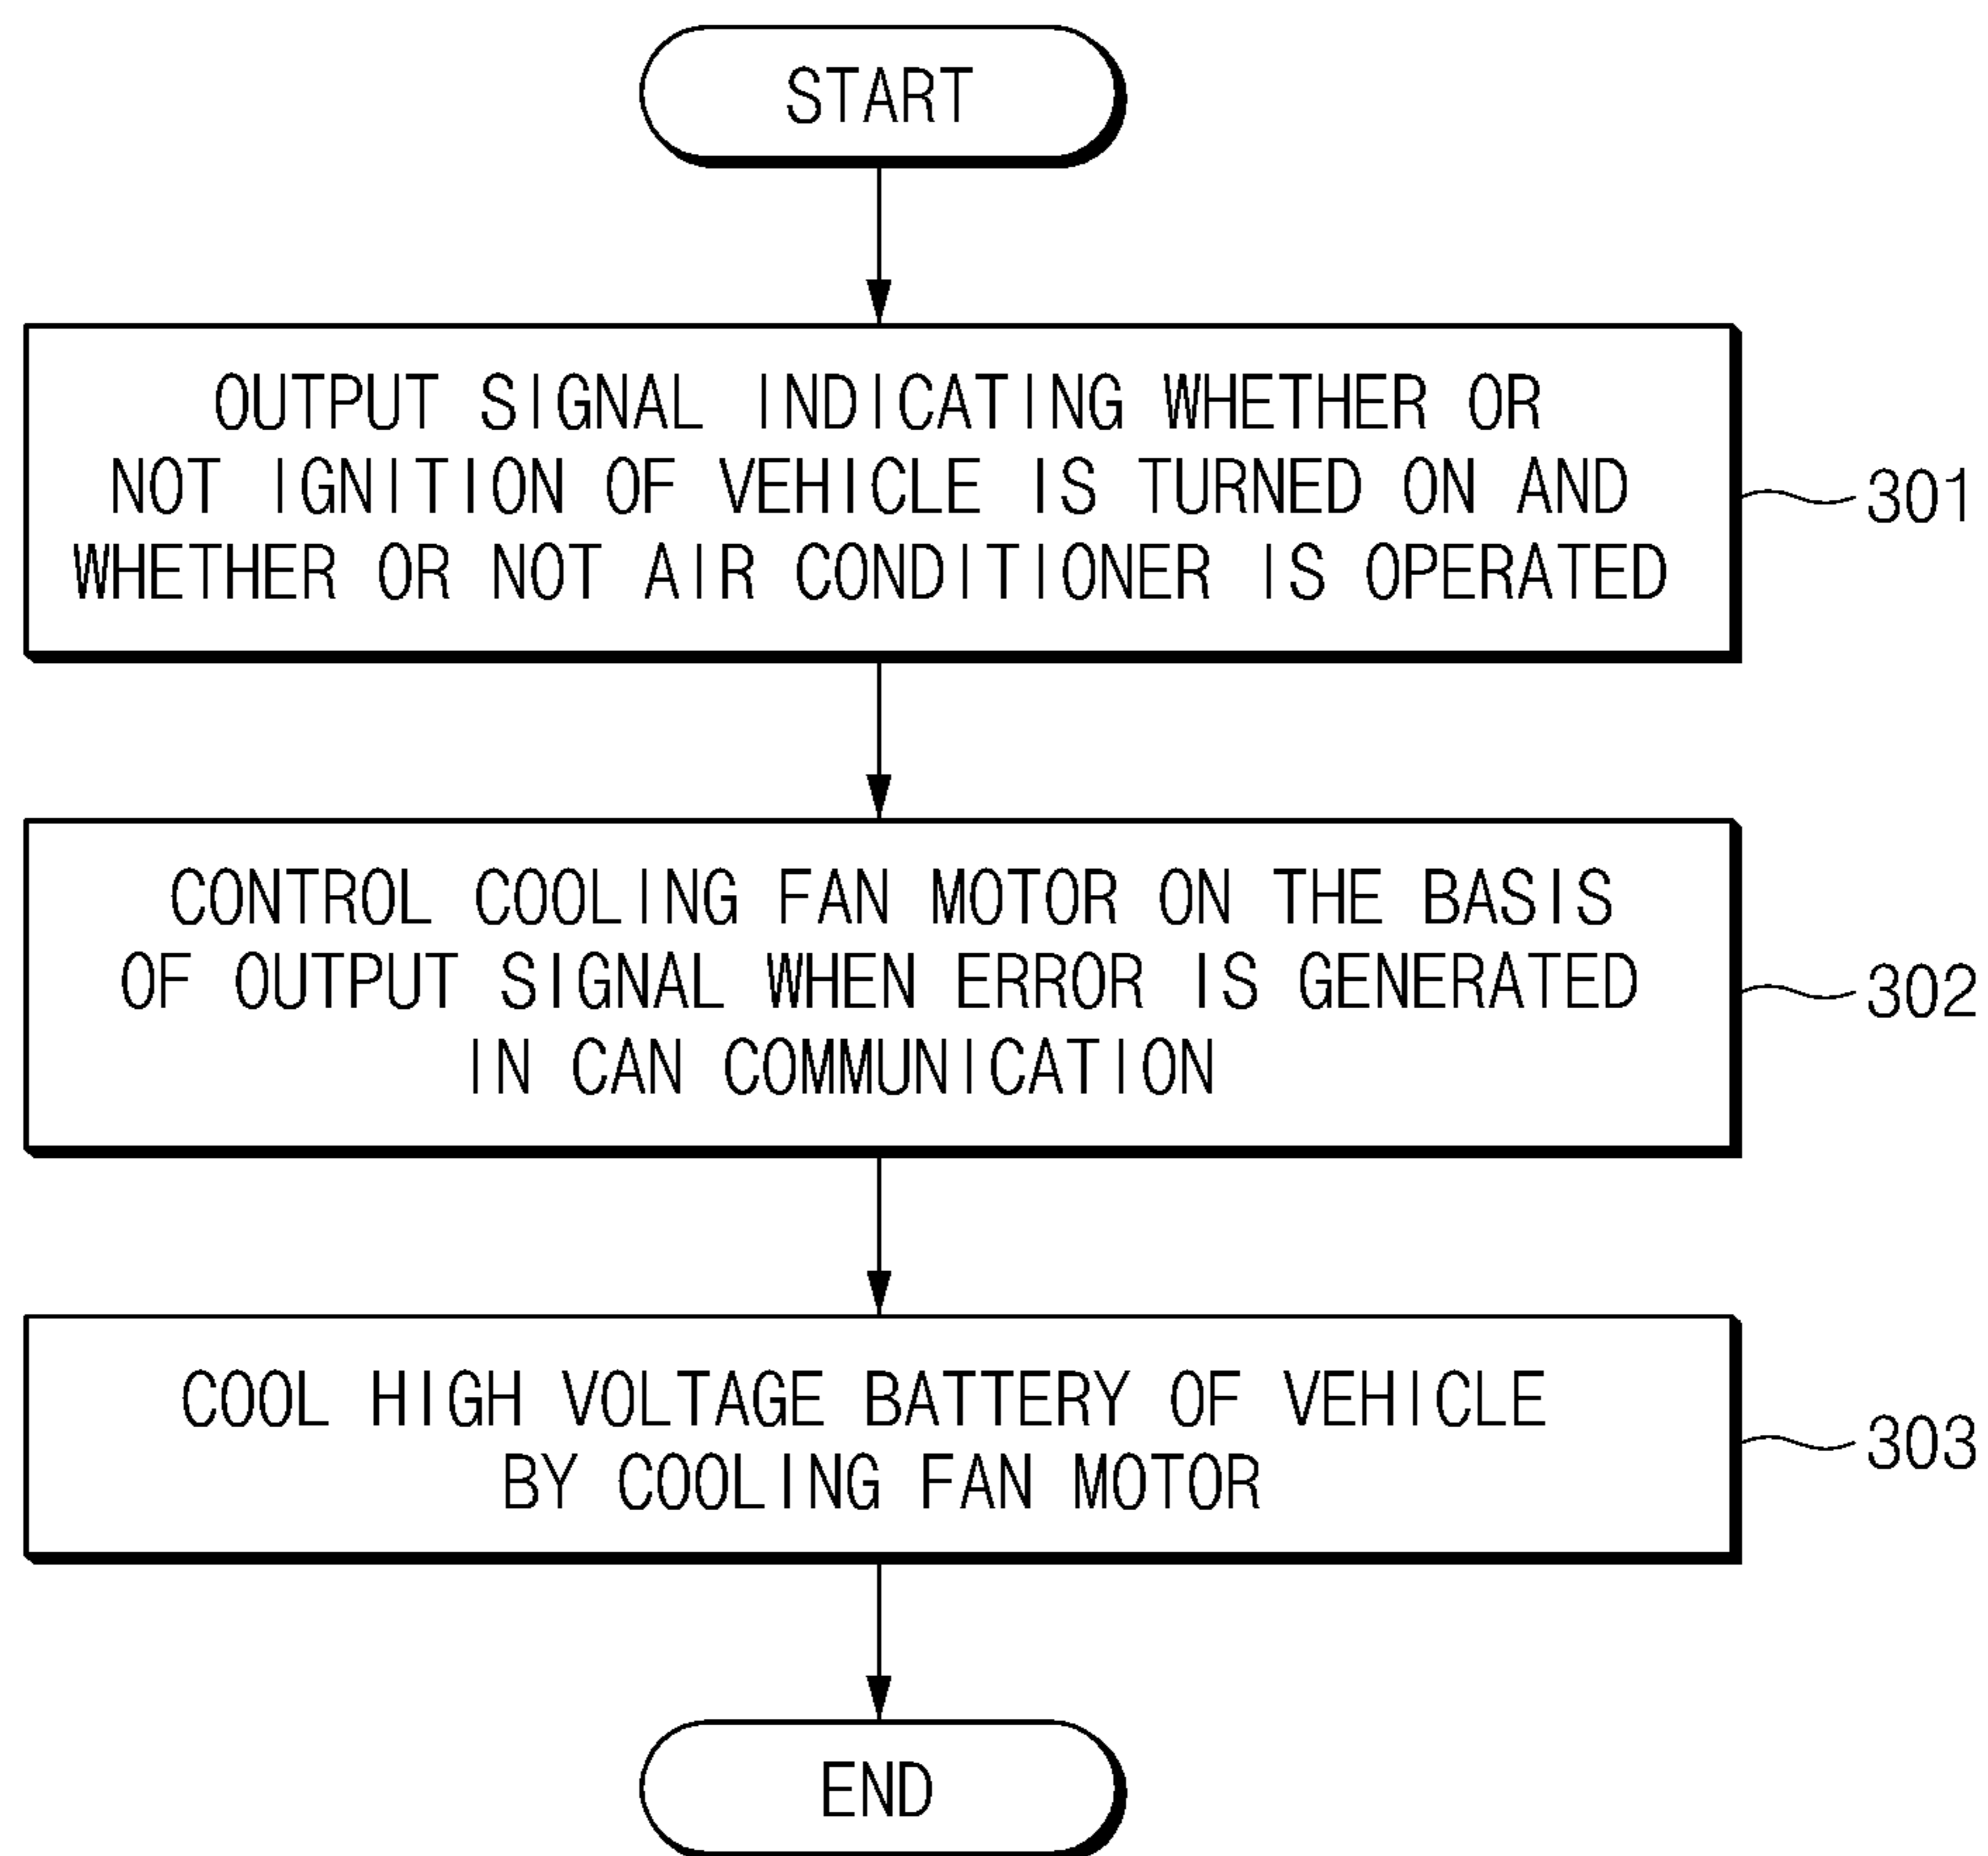 START
OUTPUT SIGNAL INDICATING WHETHER OR
NOT IGNITION OF VEHICLE IS TURNED ON AND
WHETHER OR NOT AIR CONDITIONER IS OPERATED
301
CONTROL COOLING FAN MOTOR ON THE BASIS
OF OUTPUT SIGNAL WHEN ERROR IS GENERATED
IN CAN COMMUNICATION
302
COOL HIGH VOLTAGE BATTERY OF VEHICLE
BY COOLING FAN MOTOR
303
END